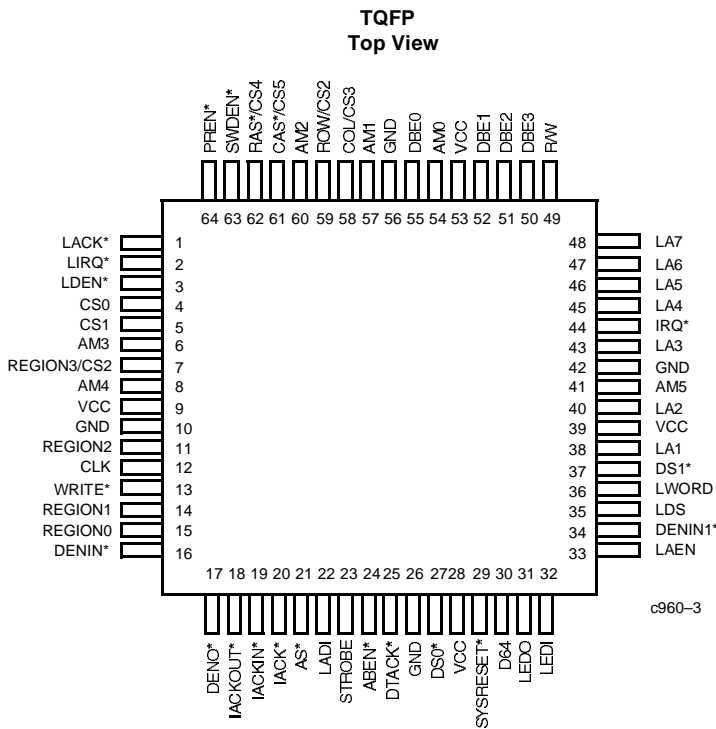 TQFP
Top View
PREN*
SWDEN*
RAS*/CS4
CAS*/CS5
AM2
ROW/CS2
COL/CS3
AM1
GND
DBE0
AM0
VCC
DBE1
DBE2
DBE3
R/W
64 63 62 61 60 59 58 57 56 55 54 53 52 51 50 49
LACK* 1
LIRQ* 2
LDEN* 3
CS0 4
CS1 5
AM3 6
REGION3/CS2 7
AM4 8
VCC 9
GND 10
REGION2 11
CLK 12
WRITE* 13
REGION1 14
REGION0 15
DENIN* 16
48 LA7
47 LA6
46 LA5
45 LA4
44 IRQ*
43 LA3
42 GND
41 AM5
40 LA2
39 VCC
38 LA1
37 DS1*
36 LWORD
35 LDS
34 DENIN1*
33 LAEN
17 18 19 20 21 22 23 24 25 26 27 28 29 30 31 32
DENO*
IACKOUT*
IACKIN*
IACK*
AS*
LADI
STROBE
ABEN*
DTACK*
GND
DS0*
VCC
SYSRESET*
D64
LEDO
LEDI
c960–3